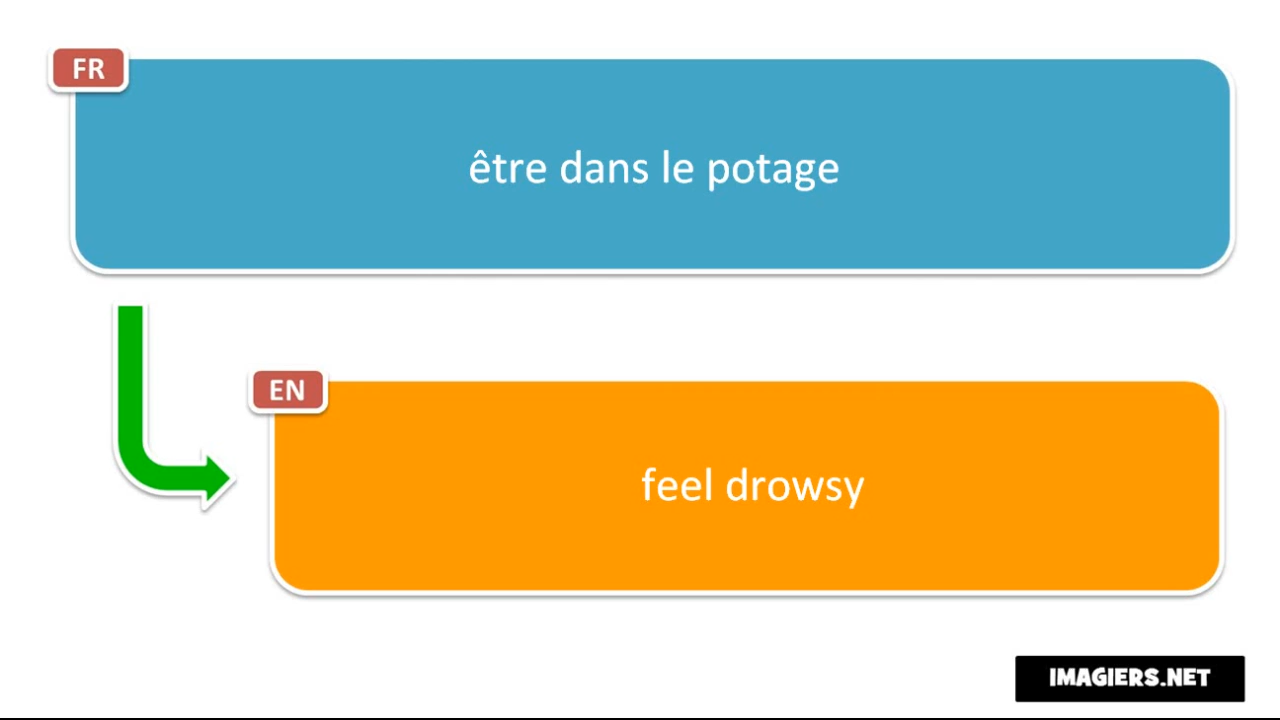 FR
être dans le potage
EN
feel drowsy
IMAGIERS.NET